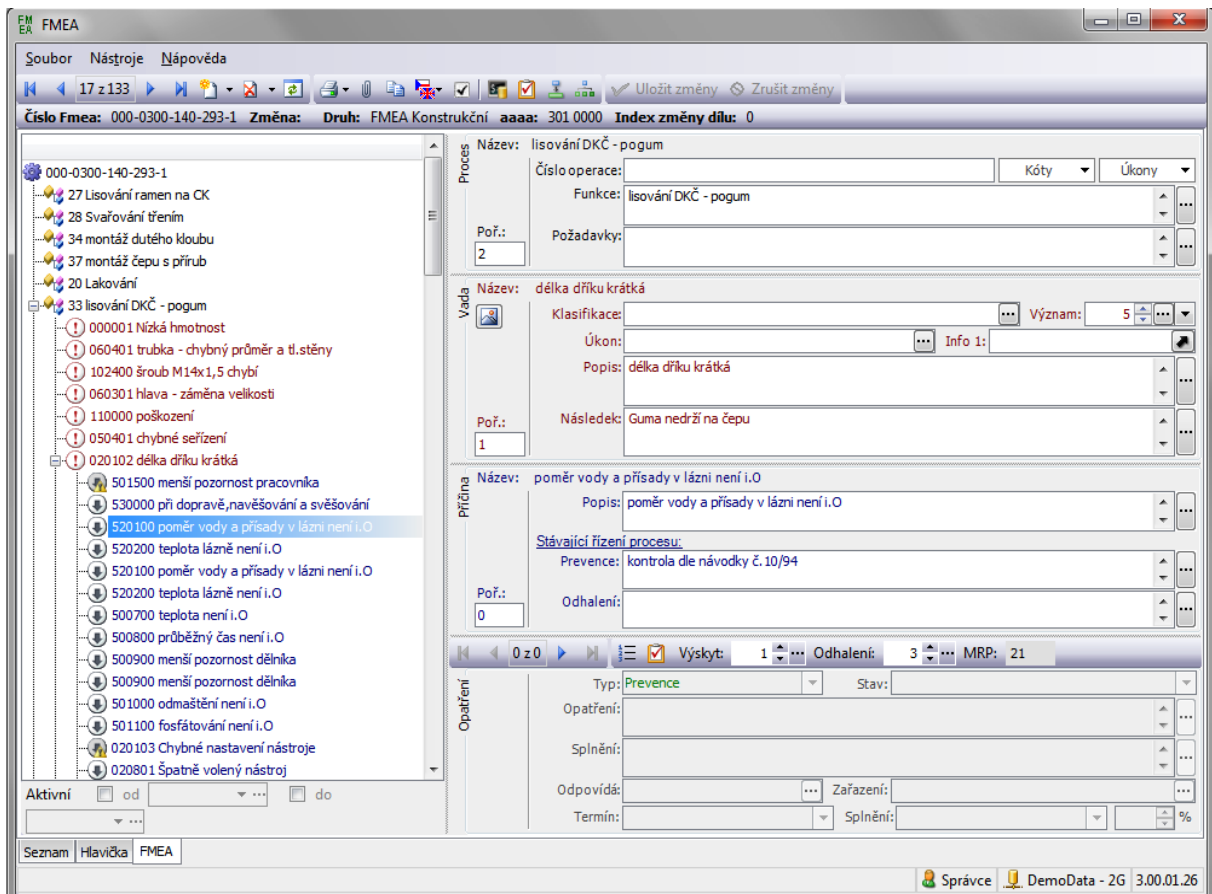 FM
EA FMEA
Soubor Nástroje Nápověda
17 z 133 Uložit změny Zrušit změny
Číslo Fmea: 000-0300-140-293-1 Změna: Druh: FMEA Konstrukční aaaa: 301 0000 Index změny dílu: 0
000-0300-140-293-1
27 Lisování ramen na CK
28 Svařování třením
34 montáž dutého kloubu
37 montáž čepu s přírub
20 Lakování
33 lisování DKČ - pogum
000001 Nízká hmotnost
060401 trubka - chybný průměr a tl.stěny
102400 šroub M14x1,5 chybí
060301 hlava - záměna velikosti
110000 poškození
050401 chybné seřízení
020102 délka dříku krátká
501500 menší pozornost pracovníka
530000 při dopravě,navěšování a svěšování
520100 poměr vody a přísady v lázni není i.O
520200 teplota lázně není i.O
520100 poměr vody a přísady v lázni není i.O
520200 teplota lázně není i.O
500700 teplota není i.O
500800 průběžný čas není i.O
500900 menší pozornost dělníka
500900 menší pozornost dělníka
501000 odmaštění není i.O
501100 fosfátování není i.O
020103 Chybné nastavení nástroje
020801 Špatně volený nástroj
Aktivní od do
Proces
Název: lisování DKČ - pogum
Číslo operace: Kóty Úkony
Funkce: lisování DKČ - pogum
Poř.: Požadavky:
2
Vada
Název: délka dříku krátká
Klasifikace: Význam: 5
Úkon: Info 1:
Popis: délka dříku krátká
Poř.: Následek: Guma nedrží na čepu
1
Příčina
Název: poměr vody a přísady v lázni není i.O
Popis: poměr vody a přísady v lázni není i.O
Stávající řízení procesu:
Prevence: kontrola dle návodky č.10/94
Poř.: Odhalení:
0
0 z 0 Výskyt: 1 Odhalení: 3 MRP: 21
Opatření
Typ: Prevence Stav:
Opatření:
Splnění:
Odpovídá: Zařazení:
Termín: Splnění: %
Seznam Hlavička FMEA
Správce DemoData - 2G 3.00.01.26